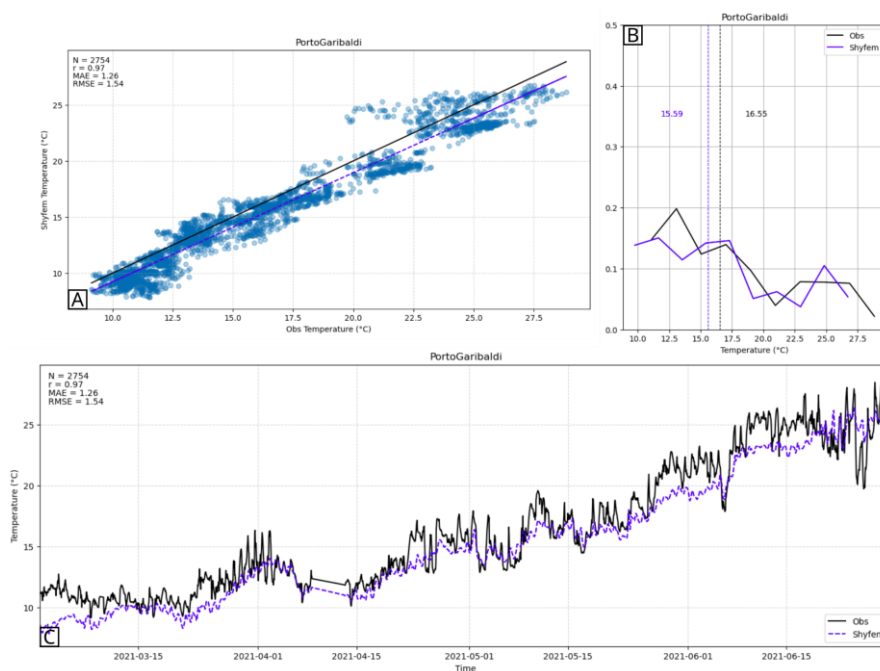 PortoGaribaldi
N = 2754
r = 0.97
MAE = 1.26
RMSE = 1.54
Shyfem Temperature (°C)
25
20
15
10
A
10.0 12.5 15.0 17.5 20.0 22.5 25.0 27.5
Obs Temperature (°C)
PortoGaribaldi
B
Obs
Shyfem
0.5
0.4
0.3
0.2
0.1
0.0
15.59 16.55
10.0 12.5 15.0 17.5 20.0 22.5 25.0 27.5
Temperature (°C)
PortoGaribaldi
N = 2754
r = 0.97
MAE = 1.26
RMSE = 1.54
Temperature (°C)
25
20
15
10
C
Obs
Shyfem
2021-03-15 2021-04-01 2021-04-15 2021-05-01 2021-05-15 2021-06-01 2021-06-15
Time